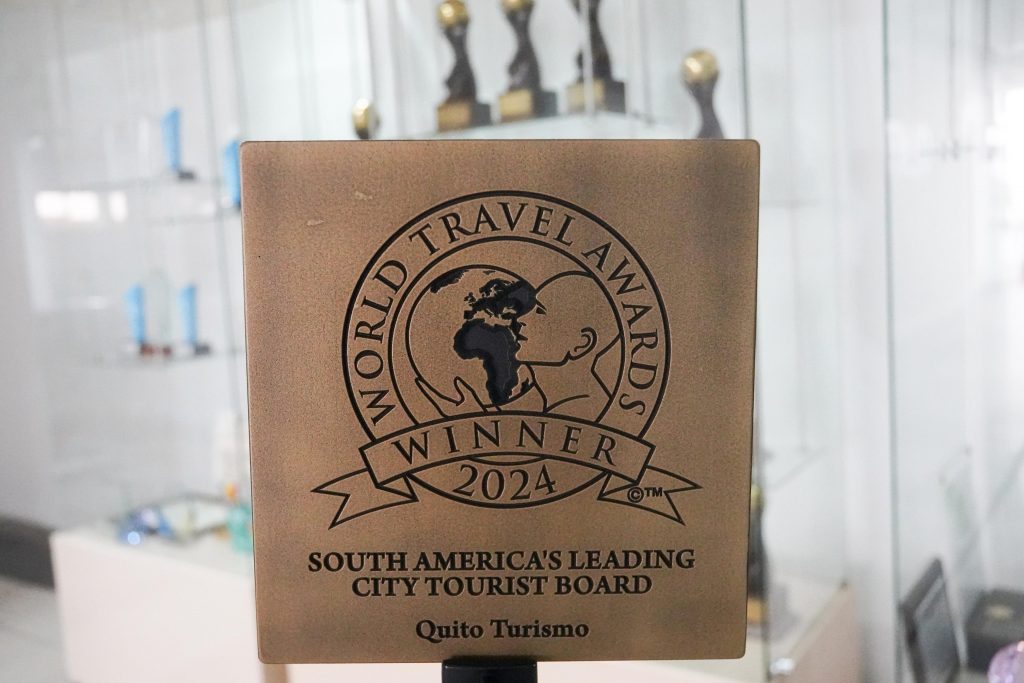 WORLD TRAVEL AWARDS
WINNER
2024
©™
SOUTH AMERICA'S LEADING
CITY TOURIST BOARD
Quito Turismo